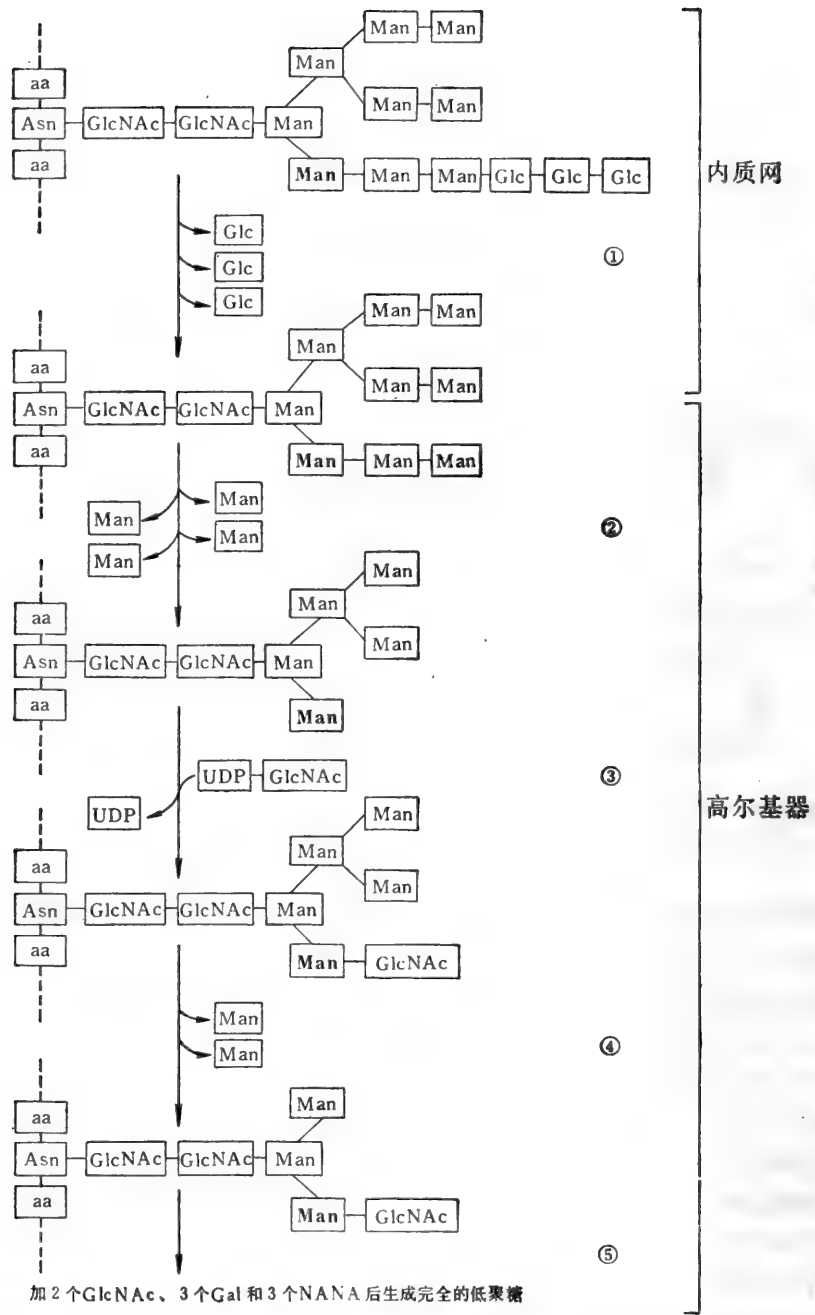 Man Man
Man
aa
Man Man
Asn GlcNAc GlcNAc Man
aa
Man Man Man Glc Glc Glc
内质网
Glc
Glc
Glc
①
Man Man
Man
aa
Man Man
Asn GlcNAc GlcNAc Man
aa
Man Man Man
Man Man
Man Man
②
Man
Man
aa
Man
Asn GlcNAc GlcNAc Man
aa
Man
UDP GlcNAc
③
UDP
高尔基器
Man
Man
aa
Man
Asn GlcNAc GlcNAc Man
aa
Man GlcNAc
Man
Man
④
Man
aa
Asn GlcNAc GlcNAc Man
aa
Man GlcNAc
⑤
加2个GlcNAc、3个Gal和3个NANA后生成完全的低聚糖